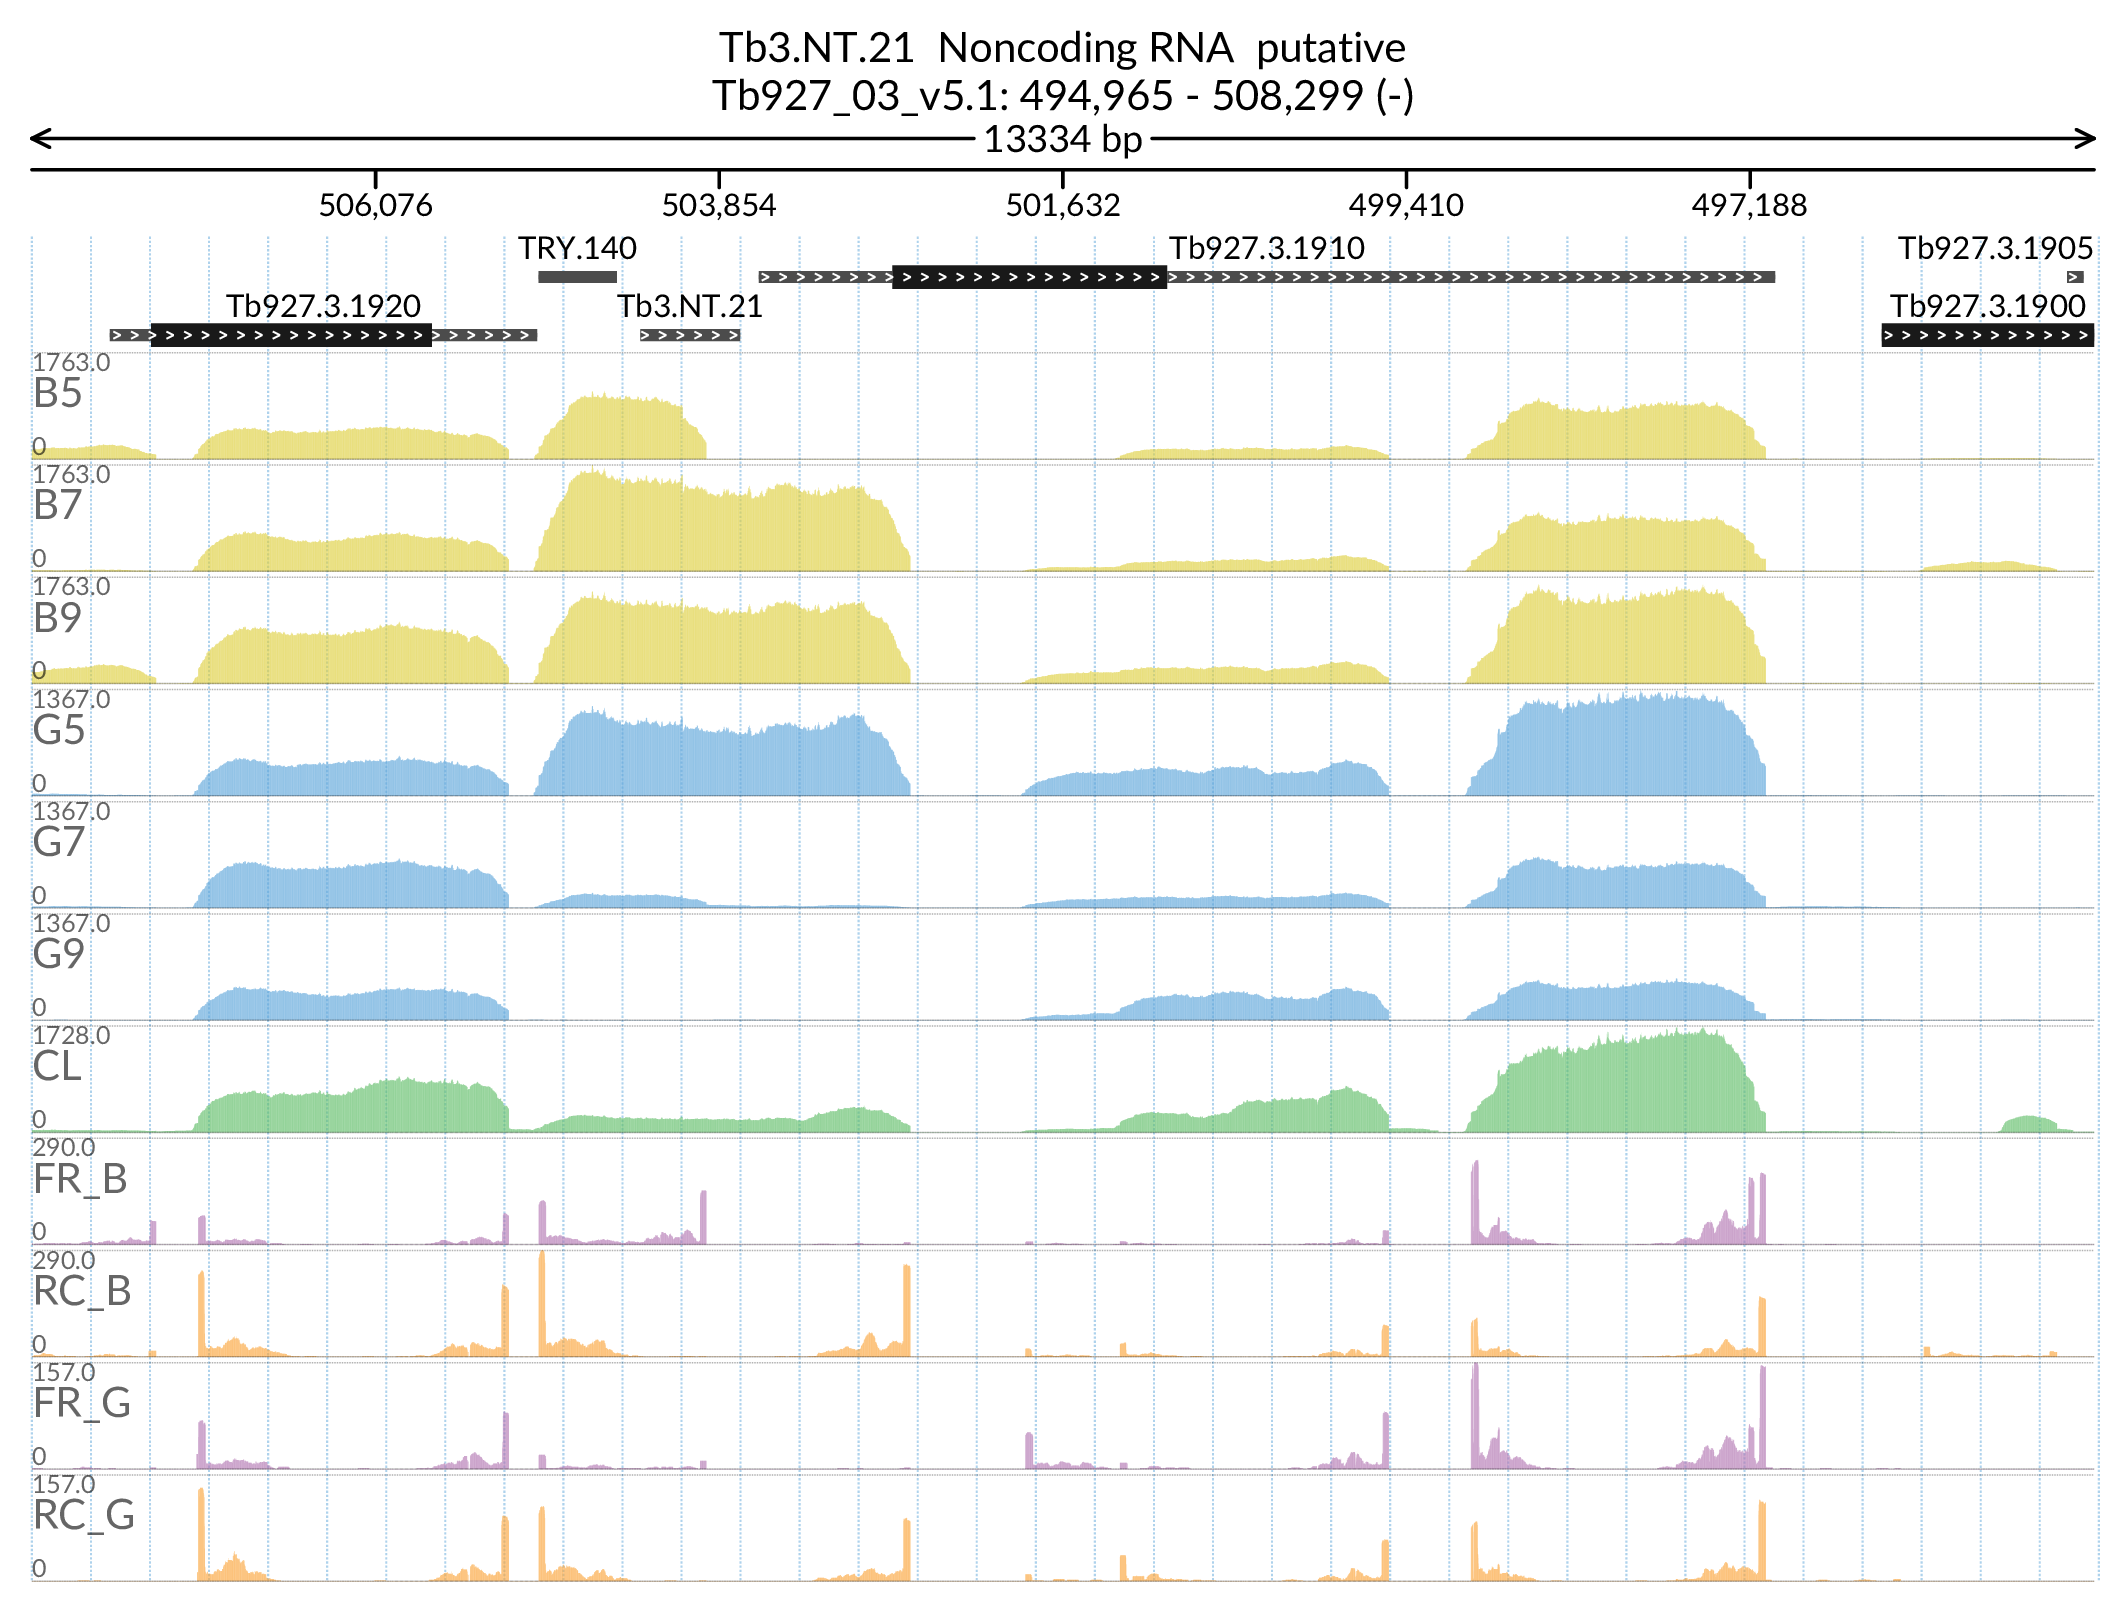 Tb3.NT.21 Noncoding RNA putative
Tb927_03_v5.1: 494,965 - 508,299 (-)
13334 bp
506,076 503,854 501,632 499,410 497,188
TRY.140 Tb927.3.1910 Tb927.3.1905
Tb927.3.1920 Tb3.NT.21 Tb927.3.1900
1763.0
B5
0
1763.0
B7
0
1763.0
B9
0
1367.0
G5
0
1367.0
G7
0
1367.0
G9
0
1728.0
CL
0
290.0
FR_B
0
290.0
RC_B
0
157.0
FR_G
0
157.0
RC_G
0